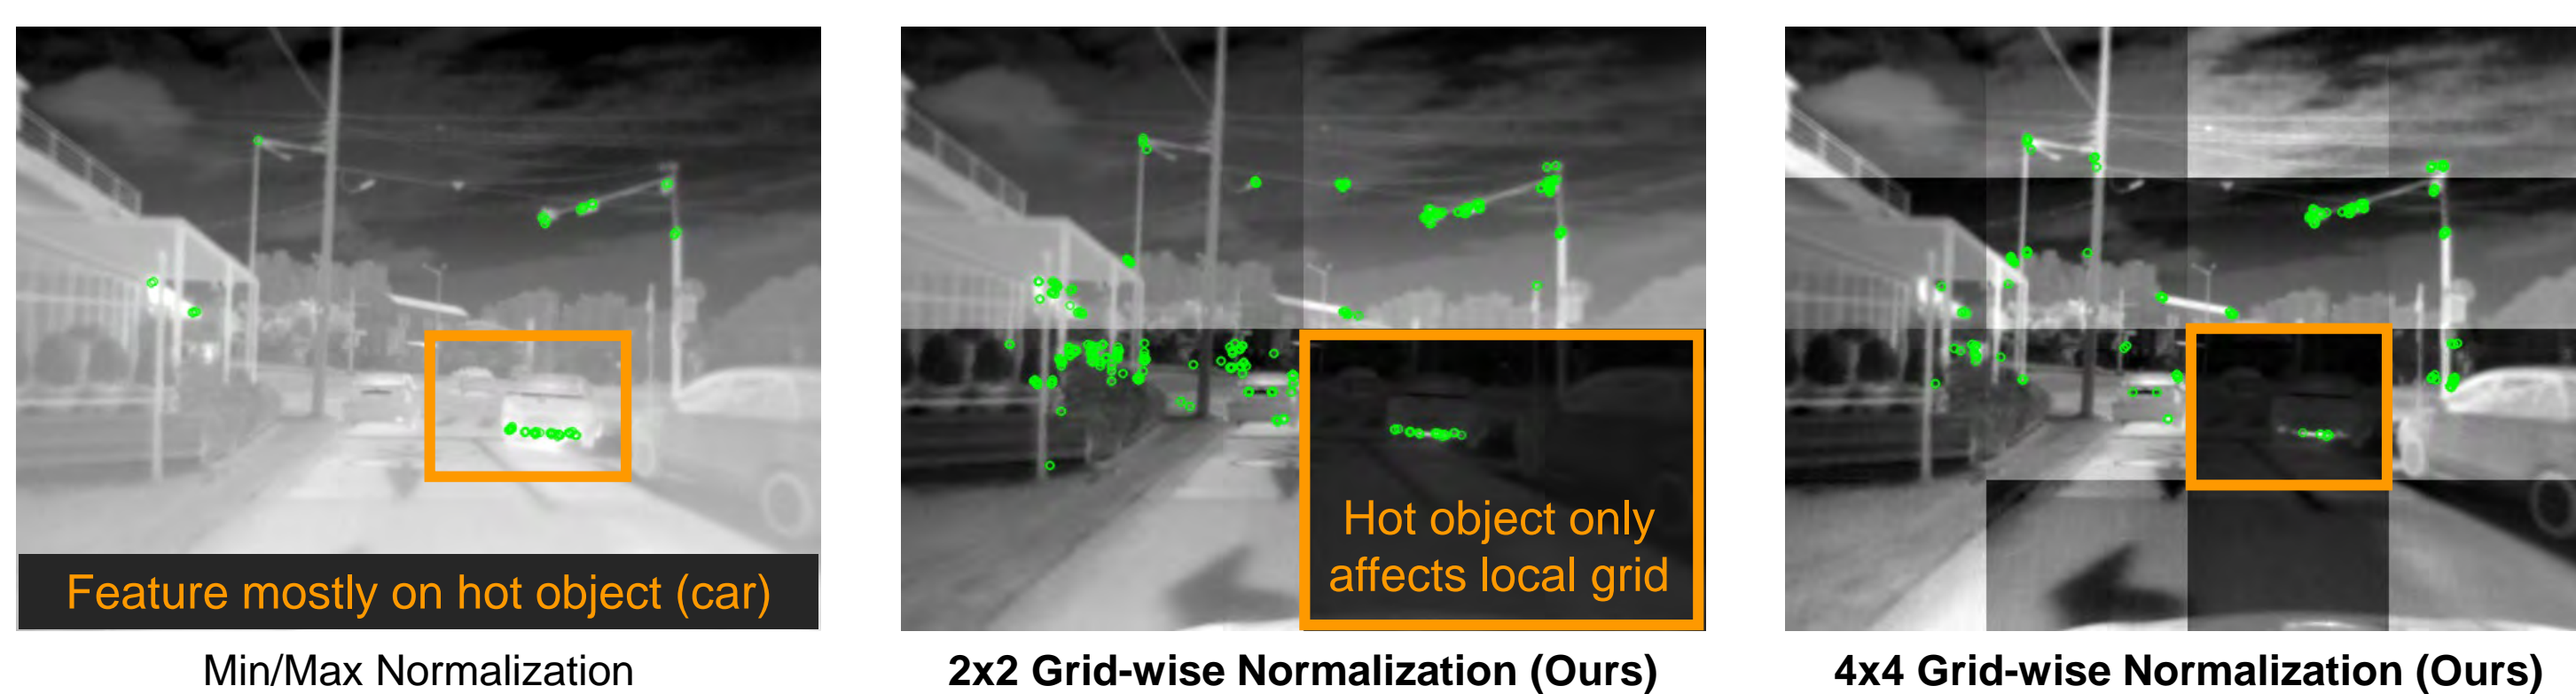 Feature mostly on hot object (car)
Min/Max Normalization
Hot object only
affects local grid
2x2 Grid-wise Normalization (Ours)
4x4 Grid-wise Normalization (Ours)